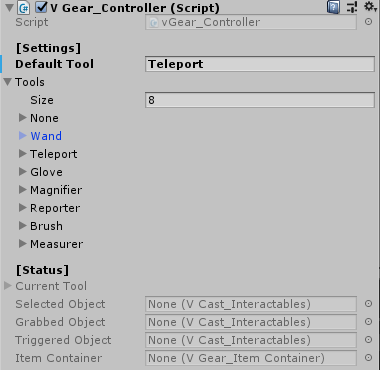 V Gear_Controller (Script)
Script vGear_Controller
[Settings]
Default Tool Teleport
Tools
Size 8
None
Wand
Teleport
Glove
Magnifier
Reporter
Brush
Measurer
[Status]
Current Tool
Selected Object None (V Cast_Interactables)
Grabbed Object None (V Cast_Interactables)
Triggered Object None (V Cast_Interactables)
Item Container None (V Gear_Item Container)